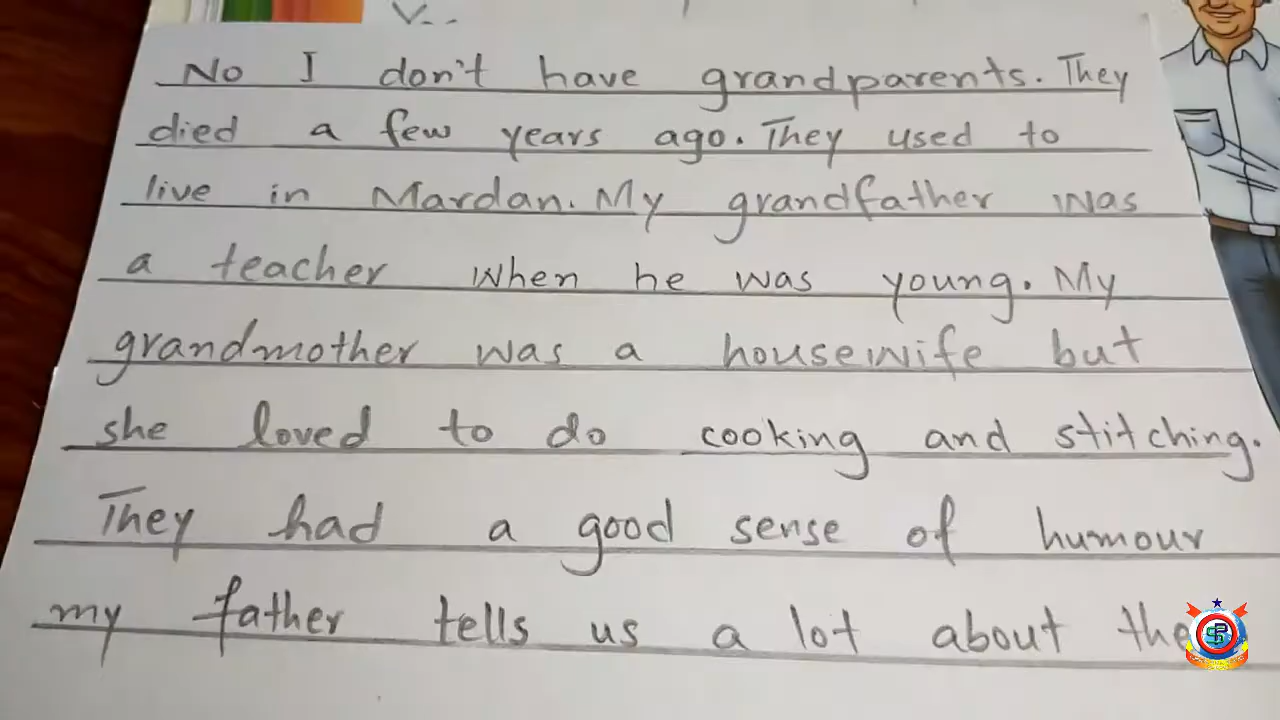 No I don't have grandparents. They
died a few years ago. They used to
live in Mardan. My grandfather was
a teacher when he was young. My
grandmother was a housewife but
she loved to do cooking and stitching.
They had a good sense of humour
my father tells us a lot about